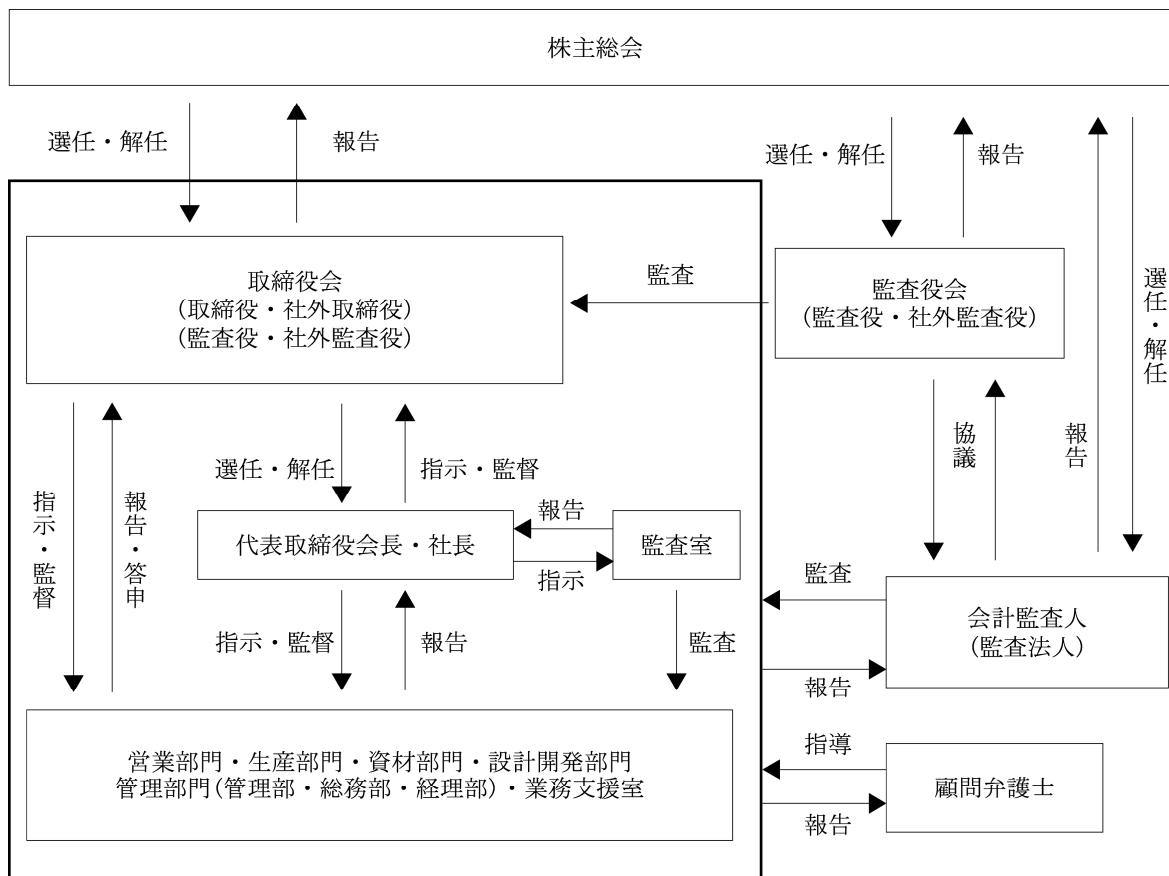 株主総会
選任・解任
報告
選任・解任
報告
取締役会
(取締役・社外取締役)
(監査役・社外監査役)
監査
監査役会
(監査役・社外監査役)
選任・解任
報告
協議
選任・解任
指示・監督
指示・監督
報告・答申
代表取締役会長・社長
報告
指示
監査室
監査
会計監査人
(監査法人)
報告
指示・監督
報告
監査
営業部門・生産部門・資材部門・設計開発部門
管理部門(管理部・総務部・経理部)・業務支援室
指導
顧問弁護士
報告